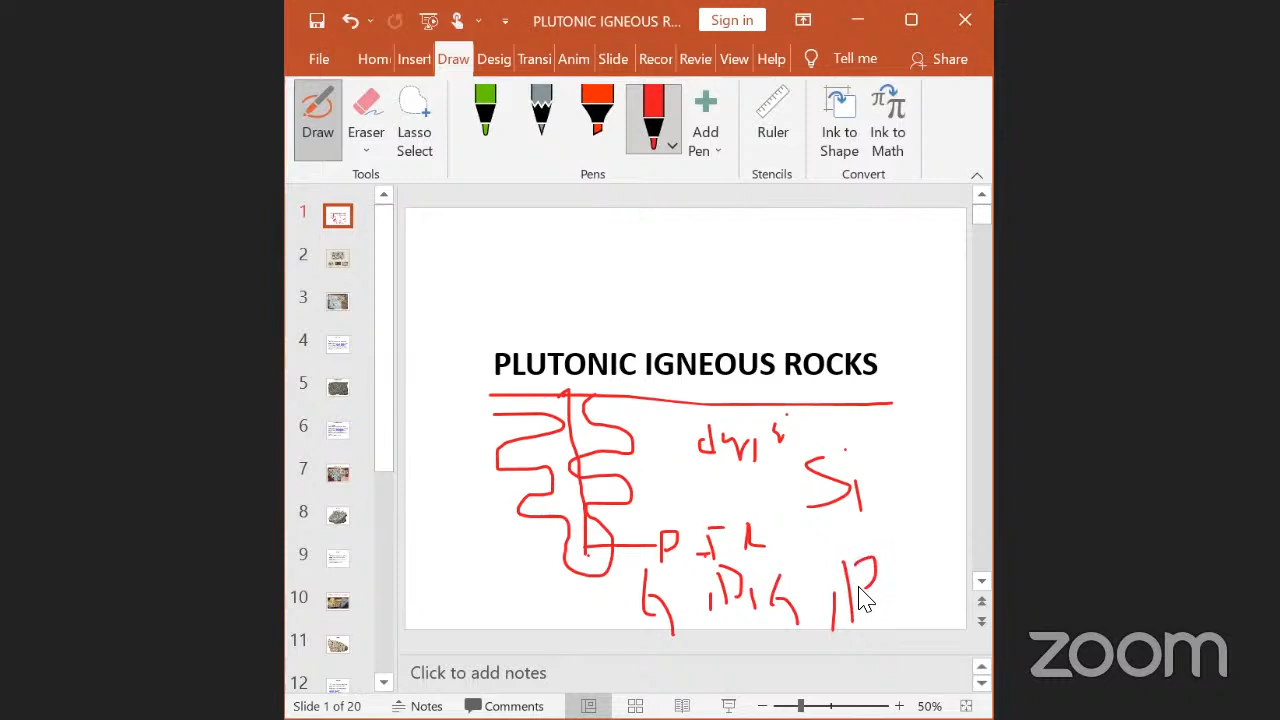 PLUTONIC IGNEOUS R...
Sign in
File Home Insert Draw Desig Transi Anim Slide Recor Revie View Help Tell me Share
Draw Eraser Lasso Select Add Pen Ruler Ink to Shape Ink to Math
Tools Pens Stencils Convert
1
2
3
4
5
6
7
8
9
10
11
12
PLUTONIC IGNEOUS ROCKS
Si
P I R
Click to add notes
Slide 1 of 20 Notes Comments 50%
zoom